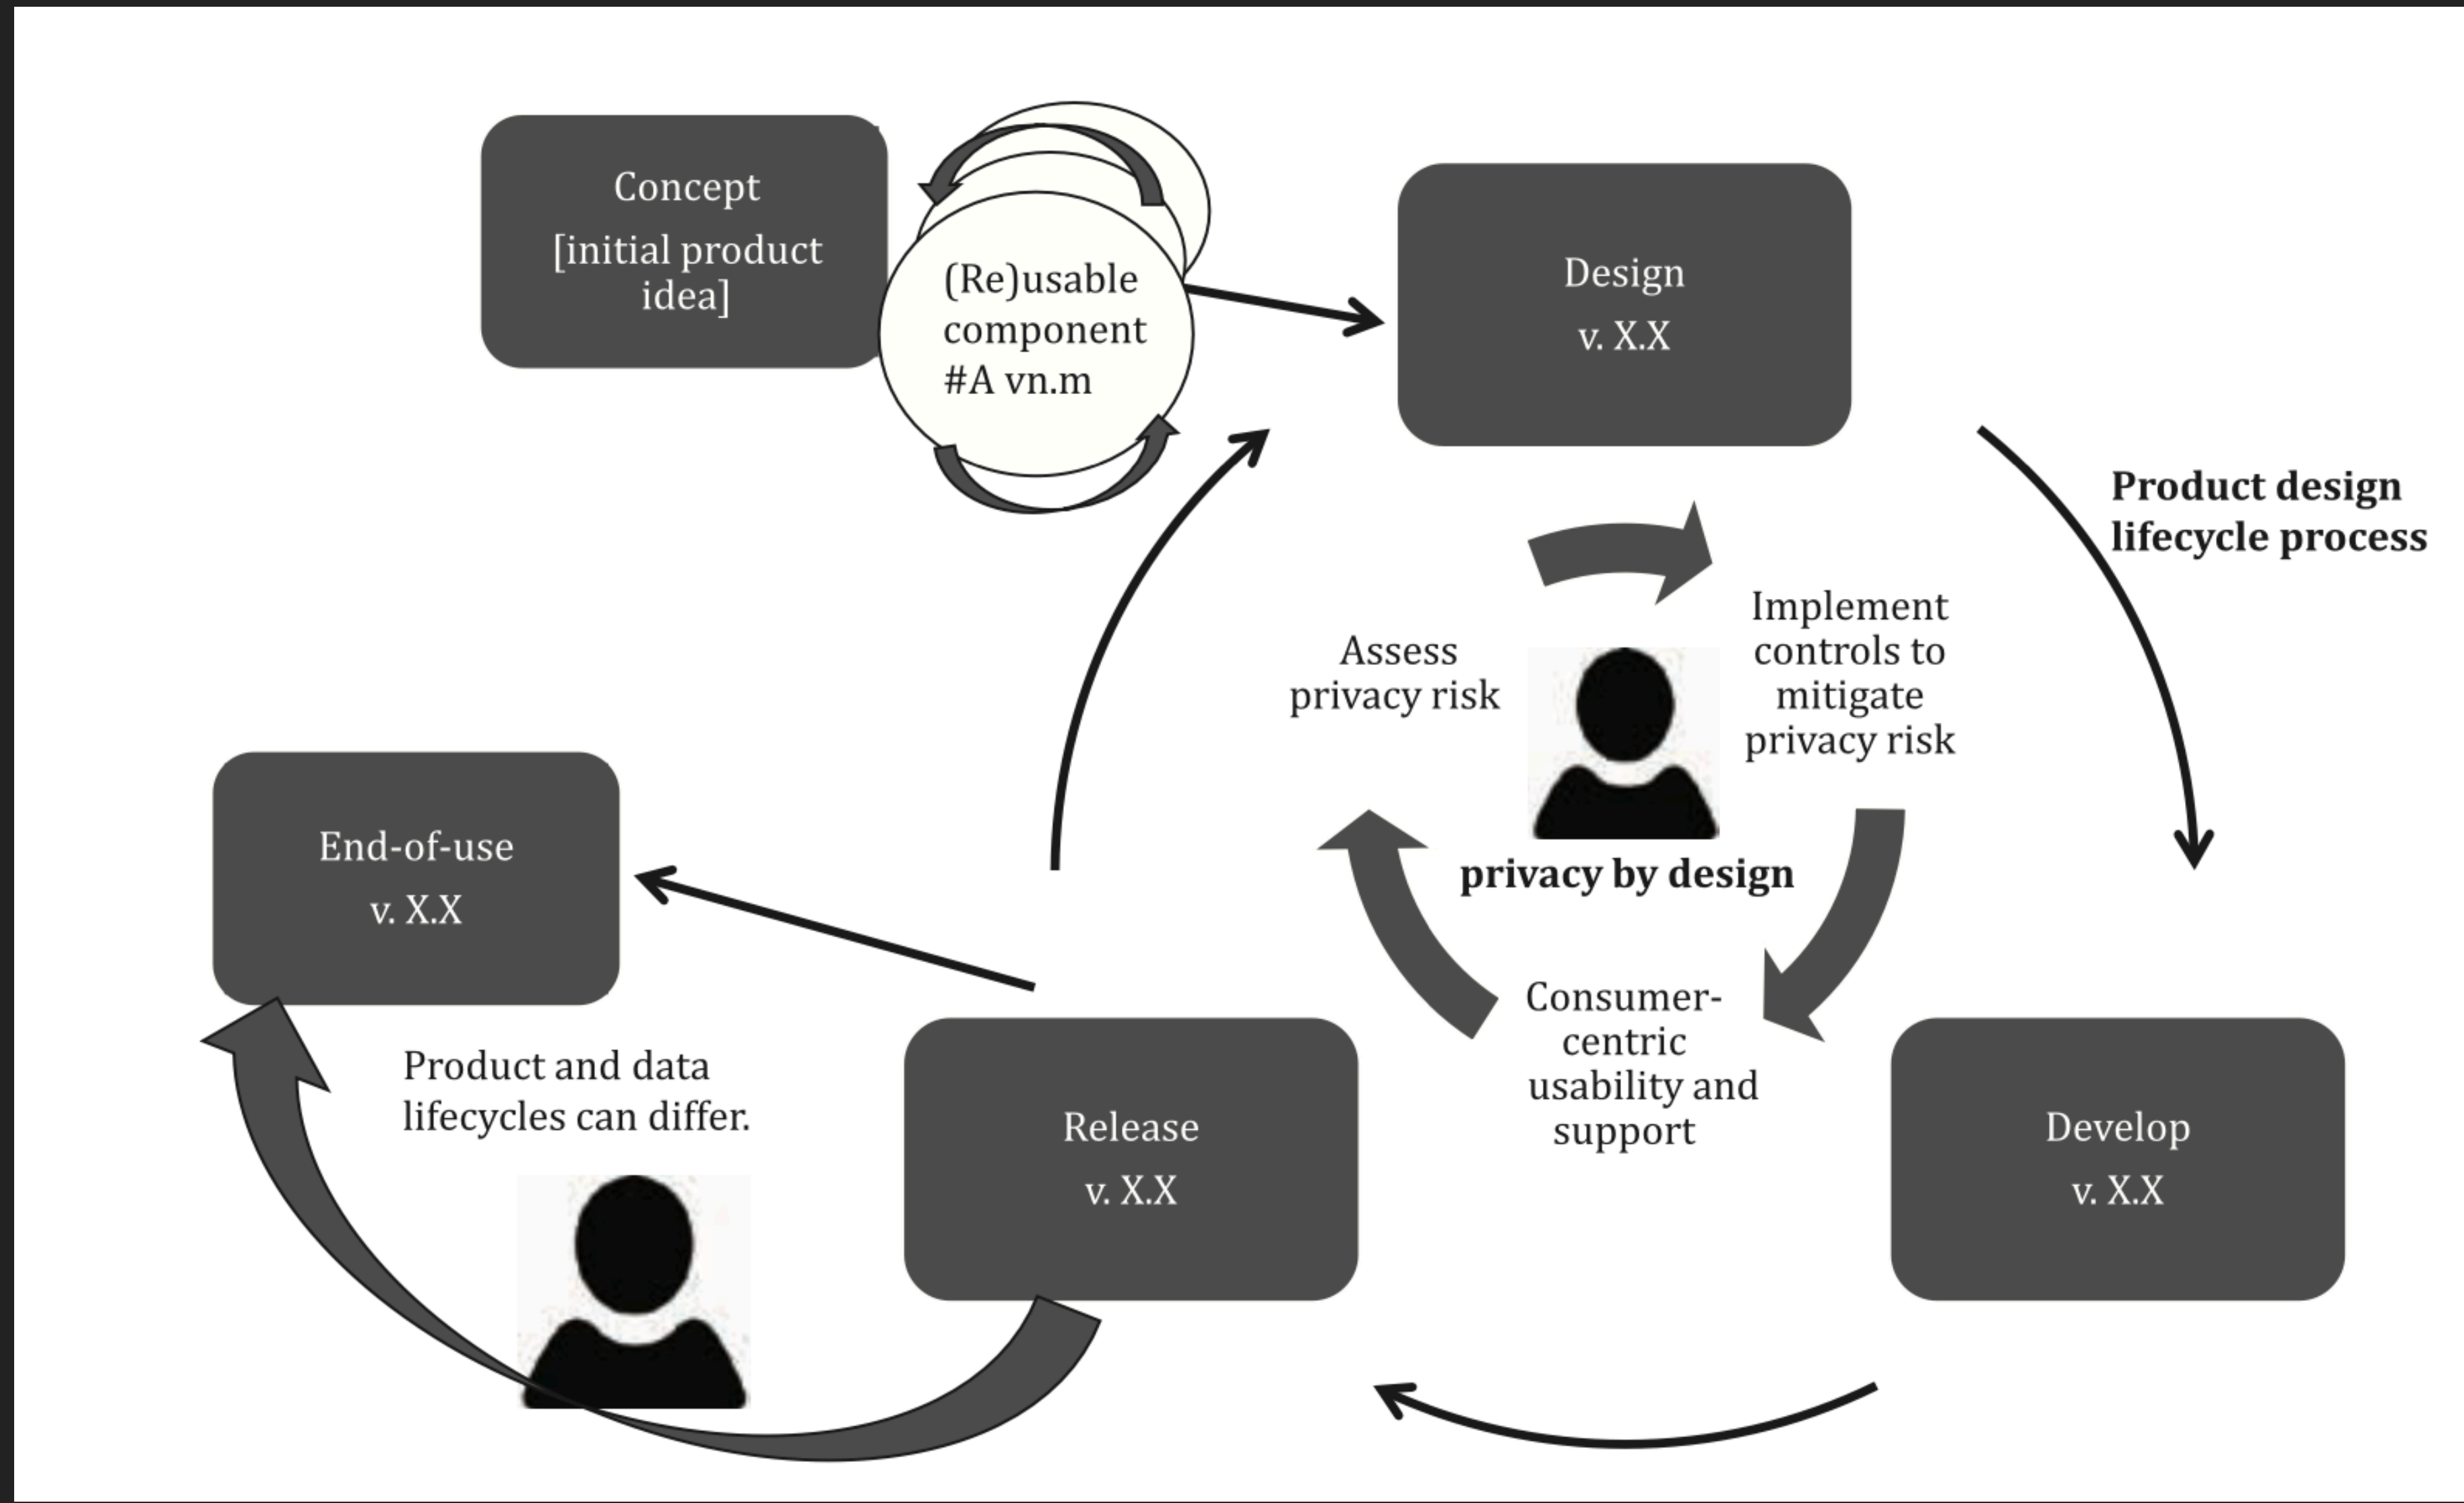 Concept
[initial product
idea]
(Re)usable
component
#A vn.m
Design
v. X.X
Product design
lifecycle process
Assess
privacy risk
Implement
controls to
mitigate
privacy risk
privacy by design
Consumer-
centric
usability and
support
End-of-use
v. X.X
Product and data
lifecycles can differ.
Release
v. X.X
Develop
v. X.X